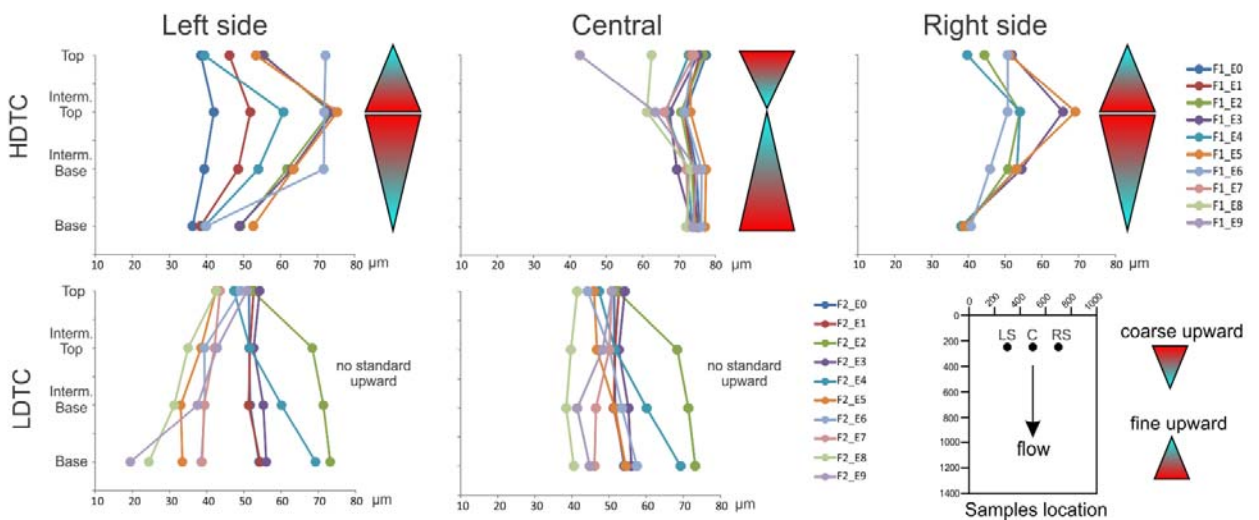 Left side
Central
Right side
HDTC
Top
Interm.
Top
Interm.
Base
Base
10 20 30 40 50 60 70 80 µm
10 20 30 40 50 60 70 80 µm
10 20 30 40 50 60 70 80 µm
F1_E0
F1_E1
F1_E2
F1_E3
F1_E4
F1_E5
F1_E6
F1_E7
F1_E8
F1_E9
LDTC
Top
Interm.
Top
Interm.
Base
Base
no standard
upward
10 20 30 40 50 60 70 80 µm
no standard
upward
10 20 30 40 50 60 70 80 µm
F2_E0
F2_E1
F2_E2
F2_E3
F2_E4
F2_E5
F2_E6
F2_E7
F2_E8
F2_E9
0 200 400 600 800 1000
0
200
400
600
800
1000
1200
1400
LS C RS
flow
Samples location
coarse upward
fine upward